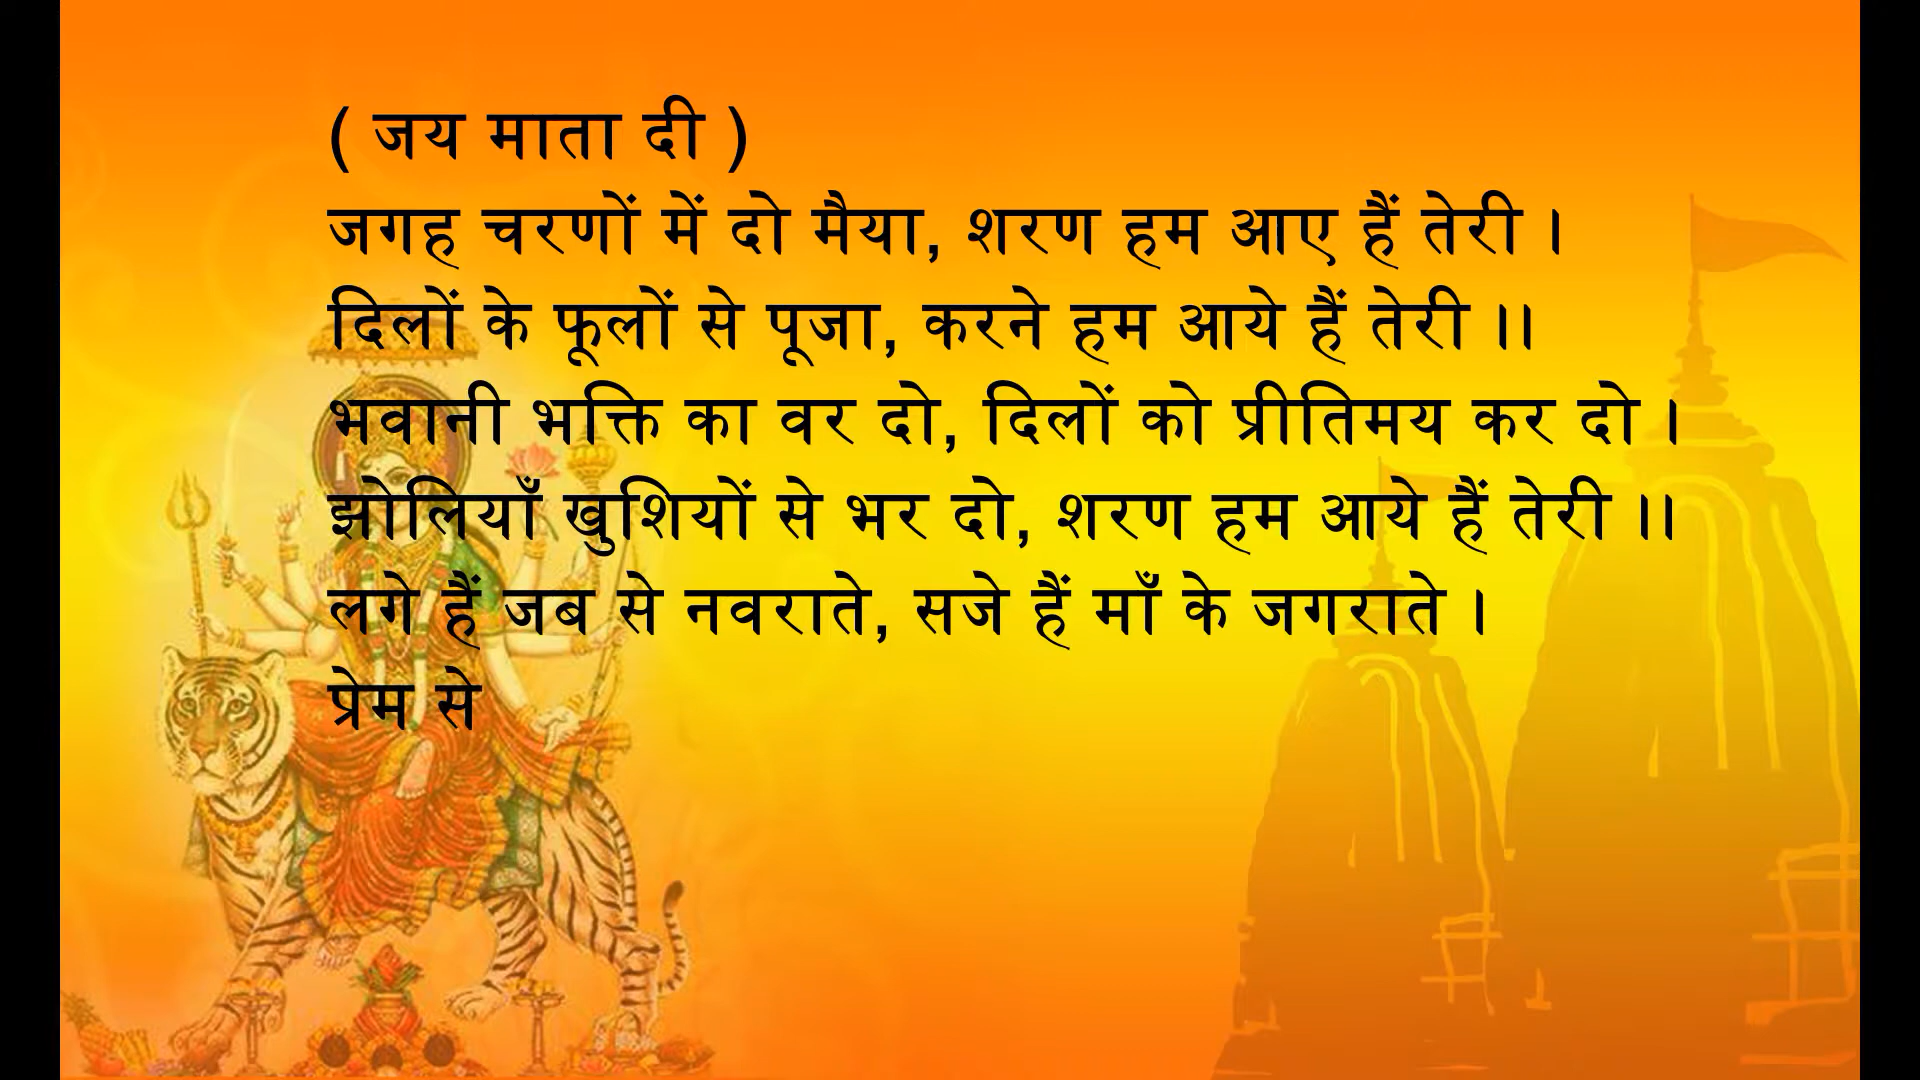 ( जय माता दी )
जगह चरणों में दो मैया, शरण हम आए हैं तेरी ।
दिलों के फूलों से पूजा, करने हम आये हैं तेरी ।।
भवानी भक्ति का वर दो, दिलों को प्रीतिमय कर दो ।
झोलियाँ खुशियों से भर दो, शरण हम आये हैं तेरी ।।
लगे हैं जब से नवराते, सजे हैं माँ के जगराते ।
प्रेम से